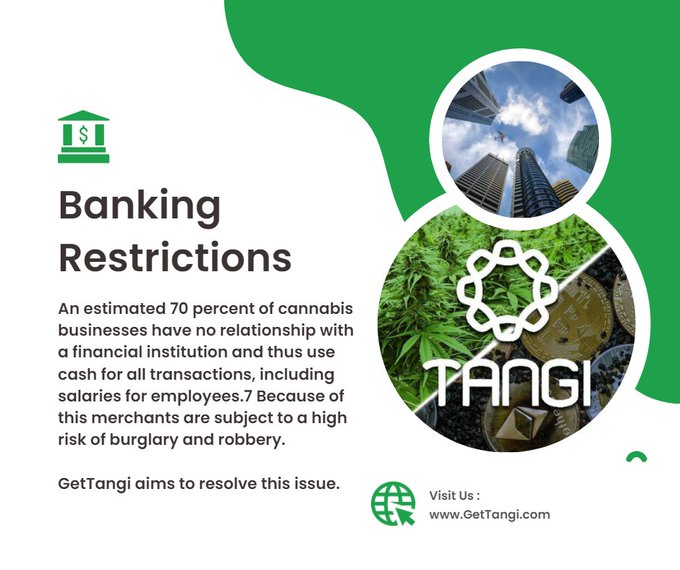 Banking
Restrictions
An estimated 70 percent of cannabis
businesses have no relationship with
a financial institution and thus use
cash for all transactions, including
salaries for employees.7 Because of
this merchants are subject to a high
risk of burglary and robbery.
GetTangi aims to resolve this issue.
$
TANGI
Visit Us :
www.GetTangi.com